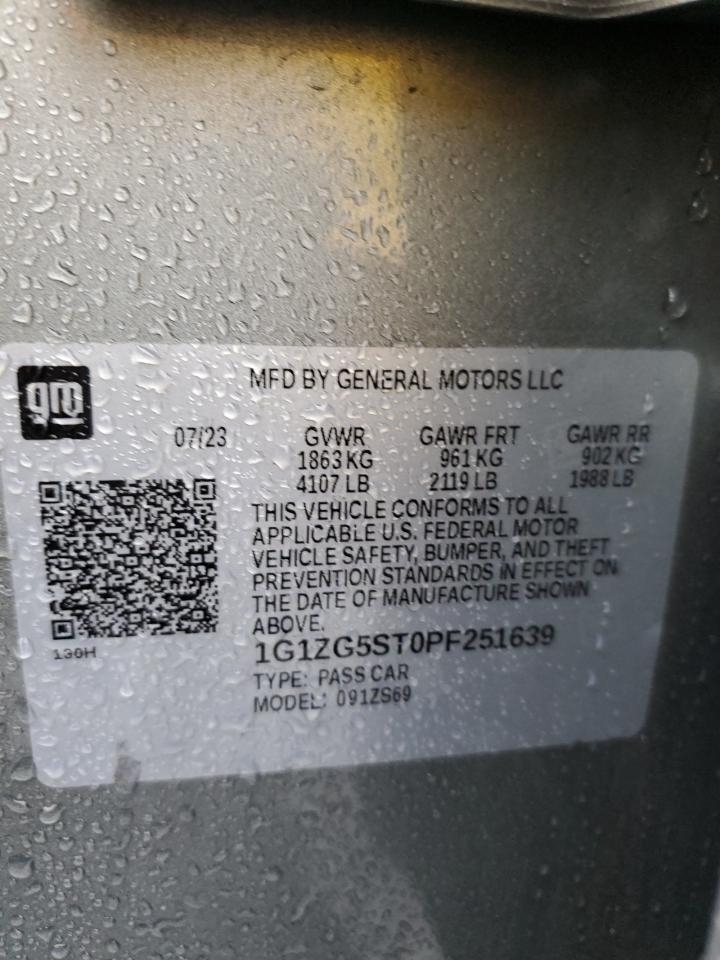 gm
MFD BY GENERAL MOTORS LLC
07/23 GVWR GAWR FRT GAWR RR
1863 KG 961 KG 902 KG
4107 LB 2119 LB 1988 LB
THIS VEHICLE CONFORMS TO ALL
APPLICABLE U.S. FEDERAL MOTOR
VEHICLE SAFETY, BUMPER, AND THEFT
PREVENTION STANDARDS IN EFFECT ON
THE DATE OF MANUFACTURE SHOWN
ABOVE.
130H
1G1ZG5ST0PF251639
TYPE: PASS CAR
MODEL: 091ZS69